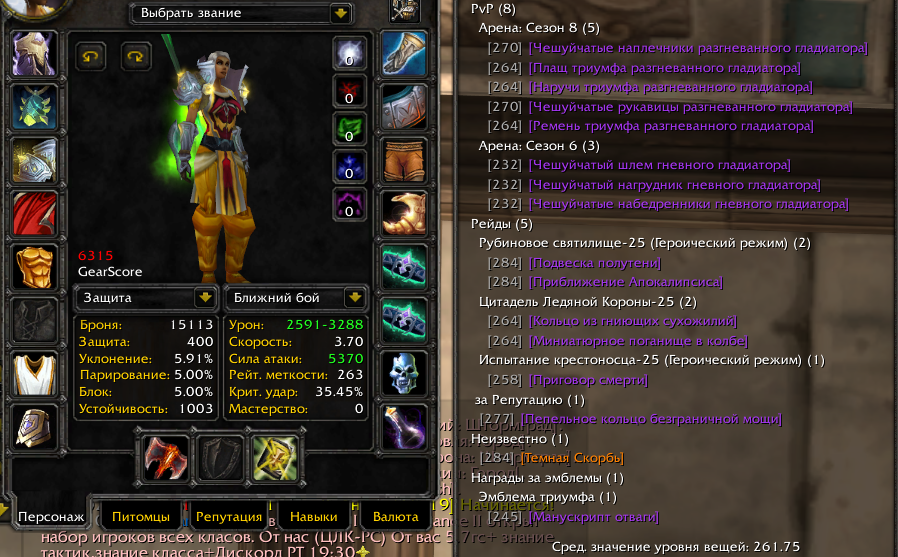 Выбрать звание
0
0
0
0
6315
GearScore
Защита
Ближний бой
Броня: 15113
Защита: 400
Уклонение: 5.91%
Парирование: 5.00%
Блок: 5.00%
Устойчивость: 1003
Урон: 2591-3288
Скорость: 3.70
Сила атаки: 5370
Рейт. меткости: 263
Крит. удар: 35.45%
Мастерство: 0
Персонаж
Питомцы
Репутация
Навыки
Валюта
набор игроков всех класов. От нас (ЦЛК-РС) От вас 5.7гс+ знание
тактик,знание класса+Дискорд РТ 19:30
PvP (8)
Арена: Сезон 8 (5)
[270] [Чешуйчатые наплечники разгневанного гладиатора]
[264] [Плащ триумфа разгневанного гладиатора]
[264] [Наручи триумфа разгневанного гладиатора]
[270] [Чешуйчатые рукавицы разгневанного гладиатора]
[264] [Ремень триумфа разгневанного гладиатора]
Арена: Сезон 6 (3)
[232] [Чешуйчатый шлем гневного гладиатора]
[232] [Чешуйчатый нагрудник гневного гладиатора]
[232] [Чешуйчатые набедренники гневного гладиатора]
Рейды (5)
Рубиновое святилище-25 (Героический режим) (2)
[284] [Подвеска полутени]
[284] [Приближение Апокалипсиса]
Цитадель Ледяной Короны-25 (2)
[264] [Кольцо из гниющих сухожилий]
[264] [Миниатюрное поганище в колбе]
Испытание крестоносца-25 (Героический режим) (1)
[258] [Приговор смерти]
за Репутацию (1)
[277] [Пепельное кольцо безграничной мощи]
Неизвестно (1)
[284] [Темная Скорбь]
Награды за эмблемы (1)
Эмблема триумфа (1)
[245] [Манускрипт отваги]
Сред. значение уровня вещей: 261.75